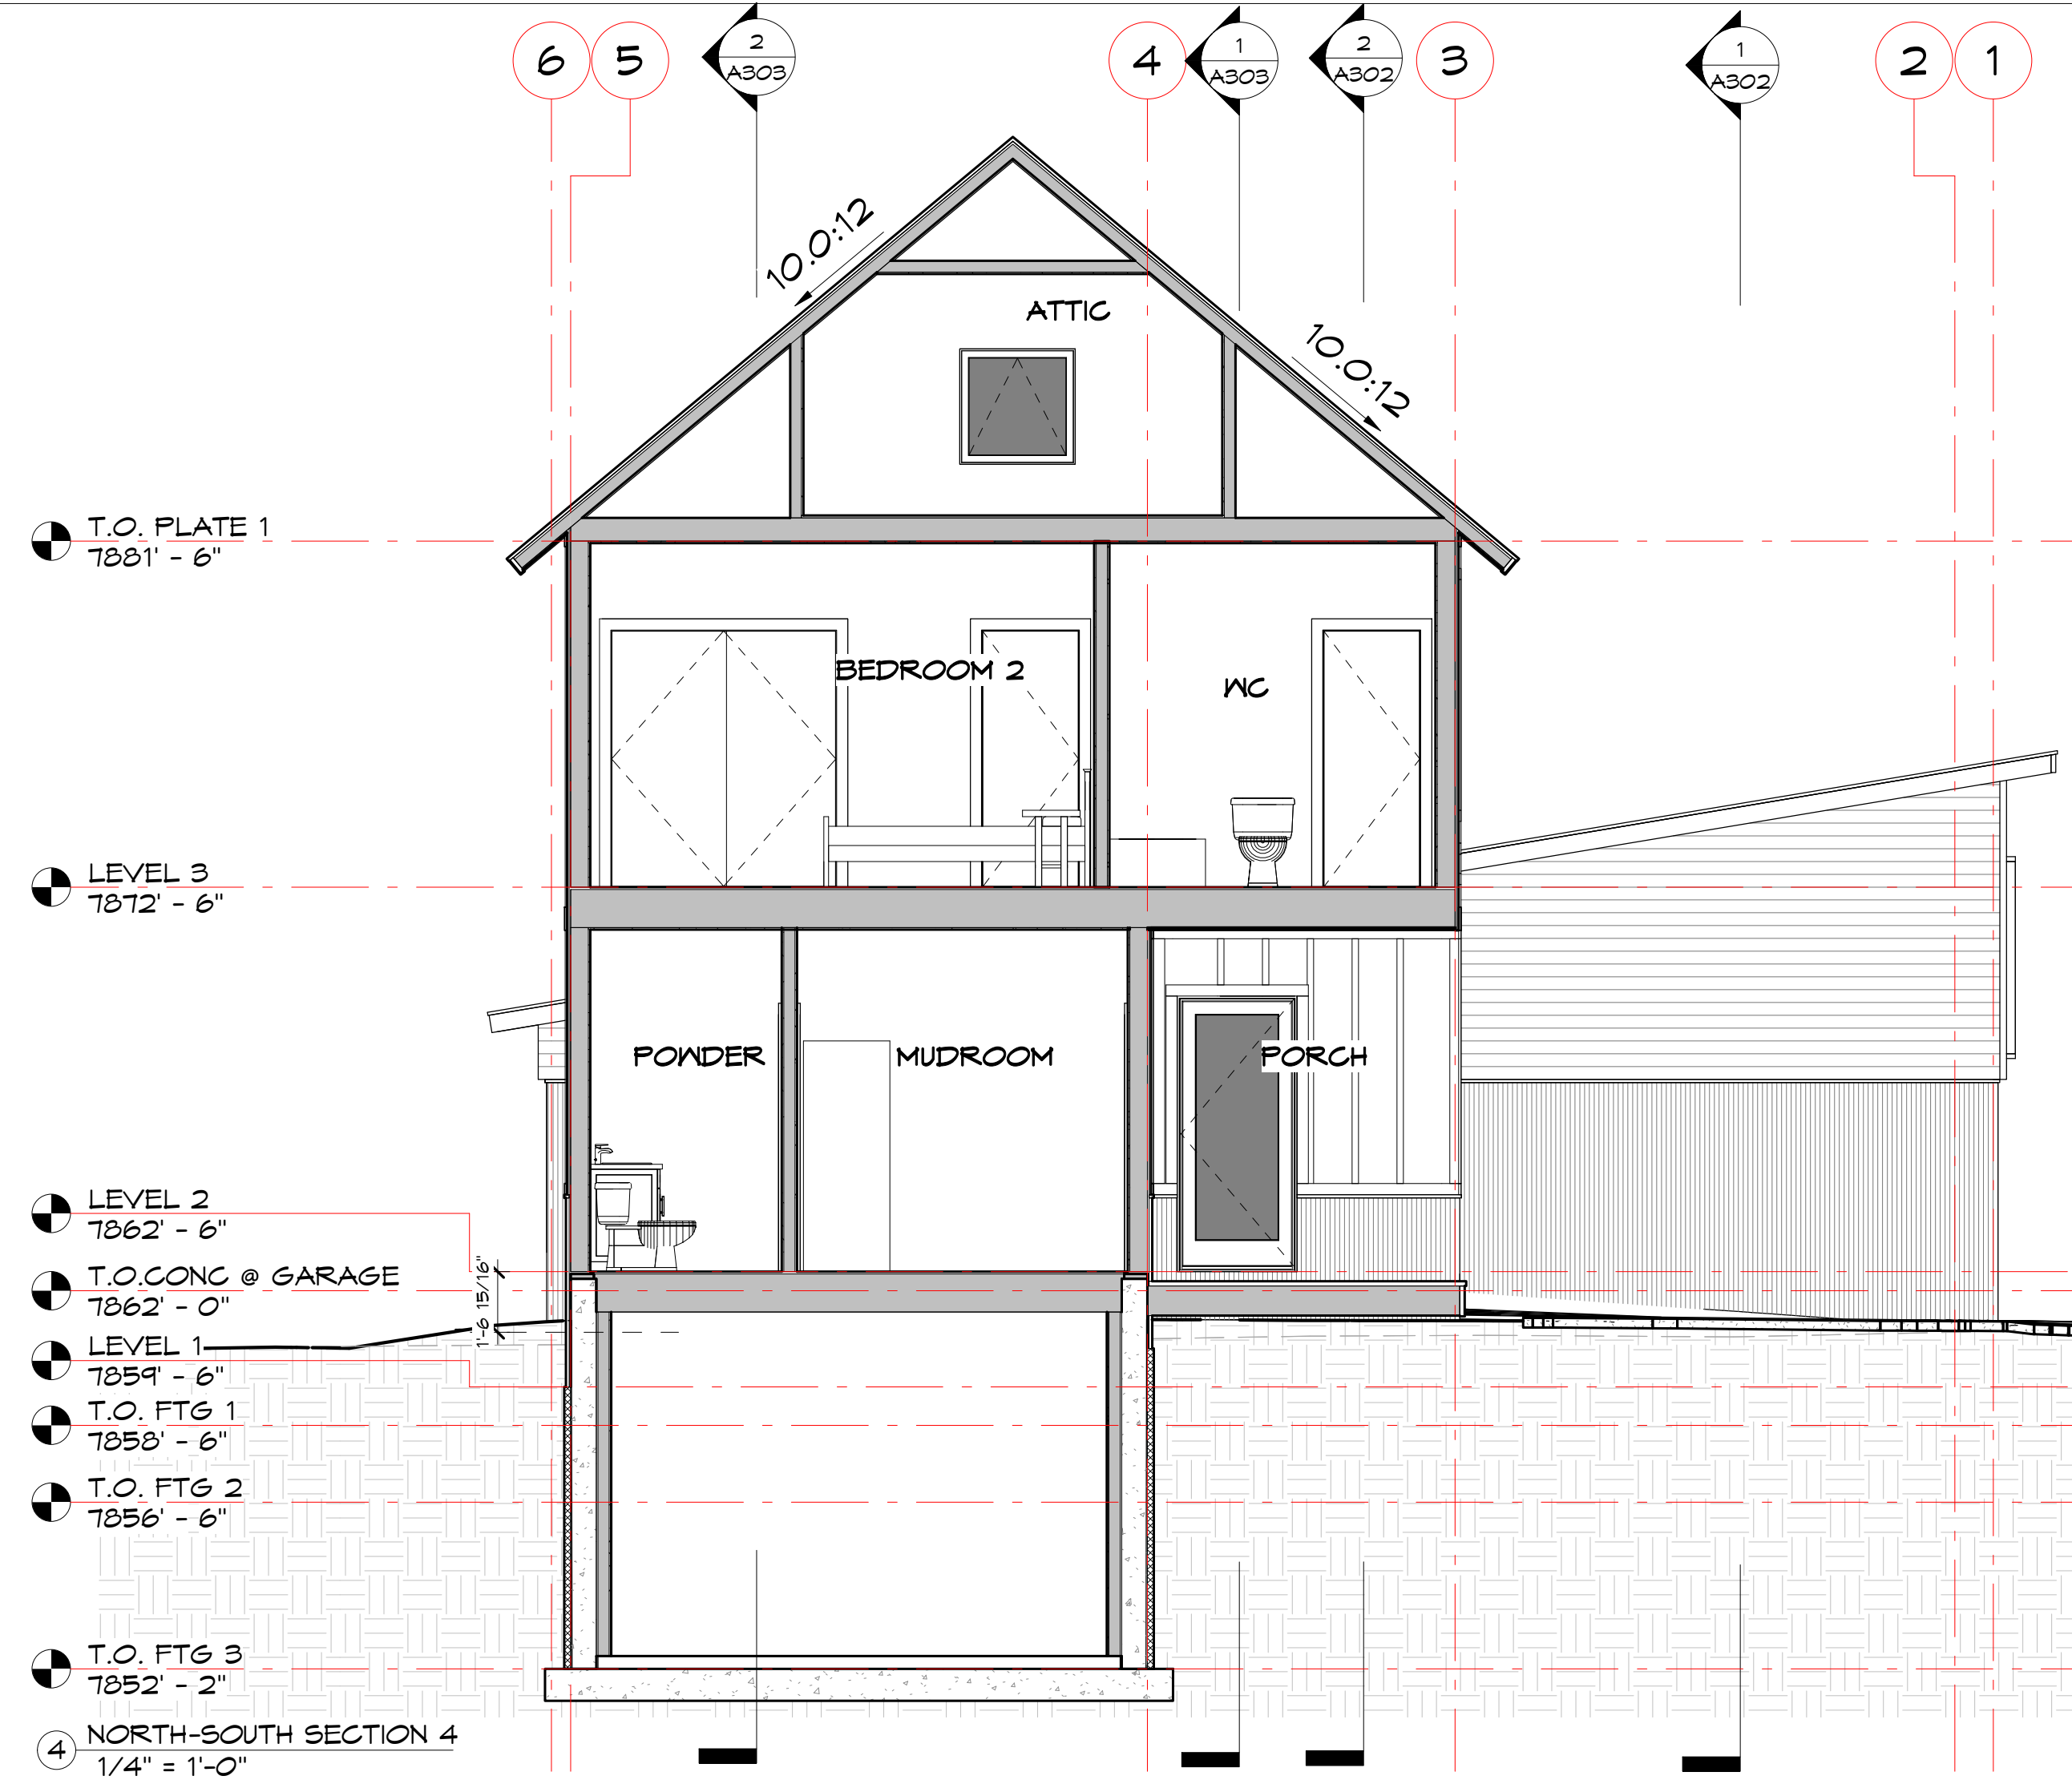 6 5 2 4 1 2 3 1 2 1
A303 A303 A302 A302
10.0:12
ATTIC
10.0:12
T.O. PLATE 1
7881' - 6"
BEDROOM 2
WC
LEVEL 3
7872' - 6"
POWDER
MUDROOM
PORCH
LEVEL 2
7862' - 6"
1'-6 15/16"
T.O.CONC @ GARAGE
7862' - 0"
LEVEL 1
7859' - 6"
T.O. FTG 1
7858' - 6"
T.O. FTG 2
7856' - 6"
T.O. FTG 3
7852' - 2"
4 NORTH-SOUTH SECTION 4
1/4" = 1'-0"